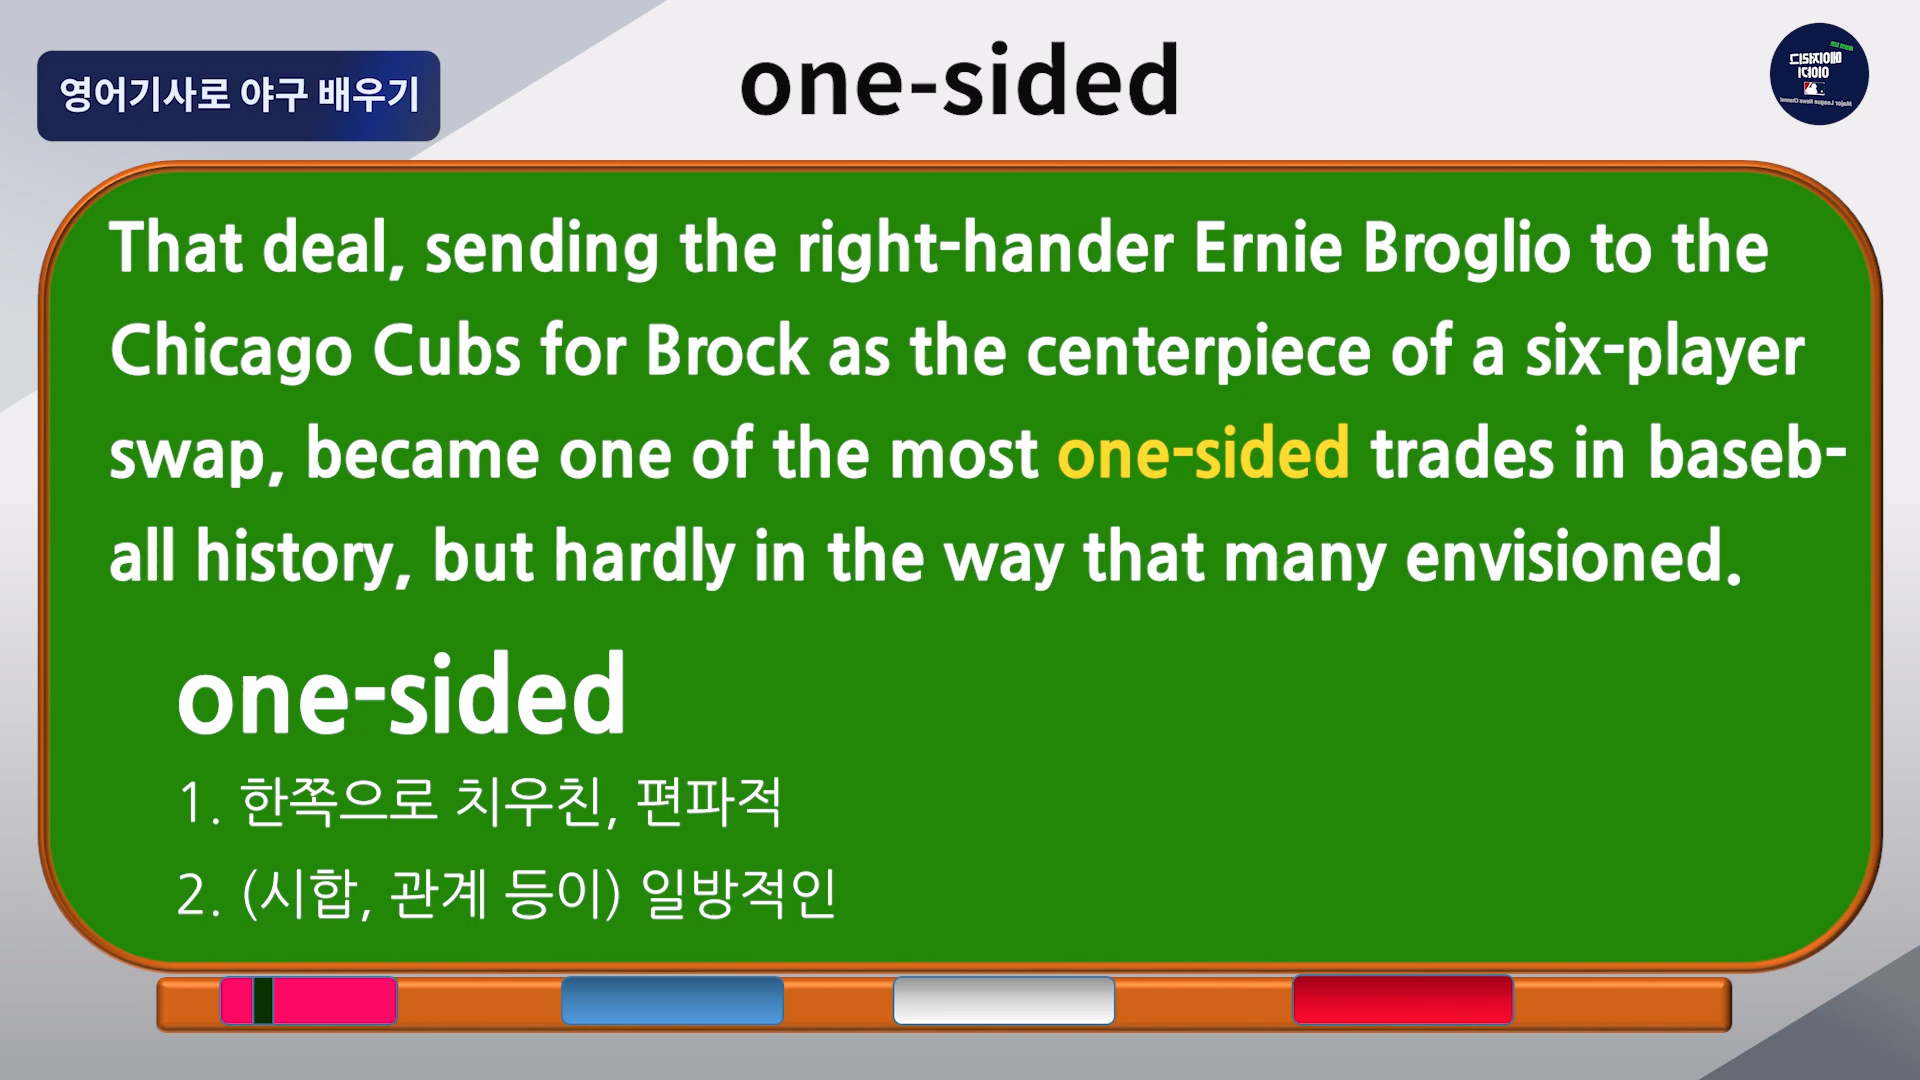 영어기사로 야구 배우기
one-sided
That deal, sending the right-hander Ernie Broglio to the
Chicago Cubs for Brock as the centerpiece of a six-player
swap, became one of the most one-sided trades in baseb-
all history, but hardly in the way that many envisioned.
one-sided
1. 한쪽으로 치우친, 편파적
2. (시합, 관계 등이) 일방적인